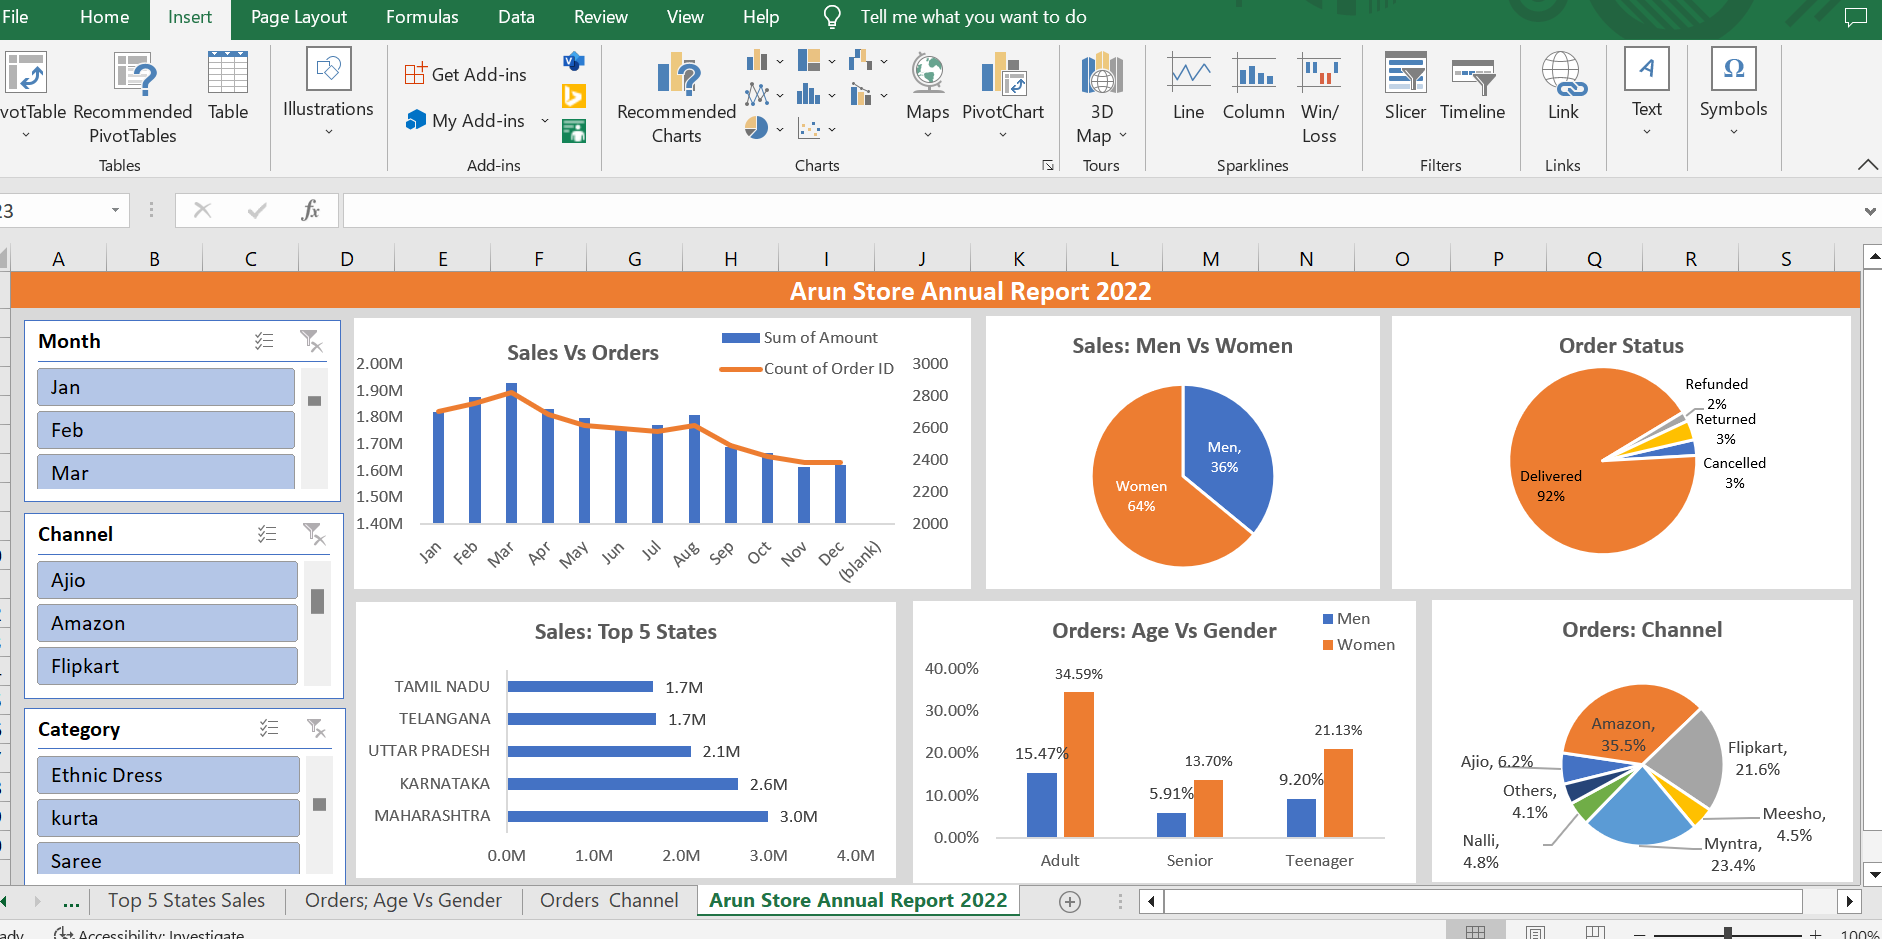 File Home Insert Page Layout Formulas Data Review View Help Tell me what you want to do
votTable
Recommended
PivotTables
Table
Tables
Illustrations
Get Add-ins
My Add-ins
Add-ins
Recommended
Charts
Maps
PivotChart
Charts
3D
Map
Tours
Line
Column
Win/
Loss
Sparklines
Slicer
Timeline
Filters
Link
Links
A
Text
Ω
Symbols
23
fx
A B C D E F G H I J K L M N O P Q R S
Arun Store Annual Report 2022
Month
Jan
Feb
Mar
Channel
Ajio
Amazon
Flipkart
Category
Ethnic Dress
kurta
Saree
Sales Vs Orders
Sum of Amount
Count of Order ID
2.00M
1.90M
1.80M
1.70M
1.60M
1.50M
1.40M
3000
2800
2600
2400
2200
2000
Jan Feb Mar Apr May Jun Jul Aug Sep Oct Nov Dec (blank)
Sales: Men Vs Women
Men,
36%
Women
64%
Order Status
Refunded
2%
Returned
3%
Cancelled
3%
Delivered
92%
Sales: Top 5 States
TAMIL NADU 1.7M
TELANGANA 1.7M
UTTAR PRADESH 2.1M
KARNATAKA 2.6M
MAHARASHTRA 3.0M
0.0M 1.0M 2.0M 3.0M 4.0M
Orders: Age Vs Gender
Men
Women
40.00%
30.00%
20.00%
10.00%
0.00%
15.47%
34.59%
5.91%
13.70%
9.20%
21.13%
Adult Senior Teenager
Orders: Channel
Amazon,
35.5%
Flipkart,
21.6%
Meesho,
4.5%
Myntra,
23.4%
Nalli,
4.8%
Others,
4.1%
Ajio, 6.2%
... Top 5 States Sales Orders; Age Vs Gender Orders Channel Arun Store Annual Report 2022
ady Accessibility: Investigate 100%